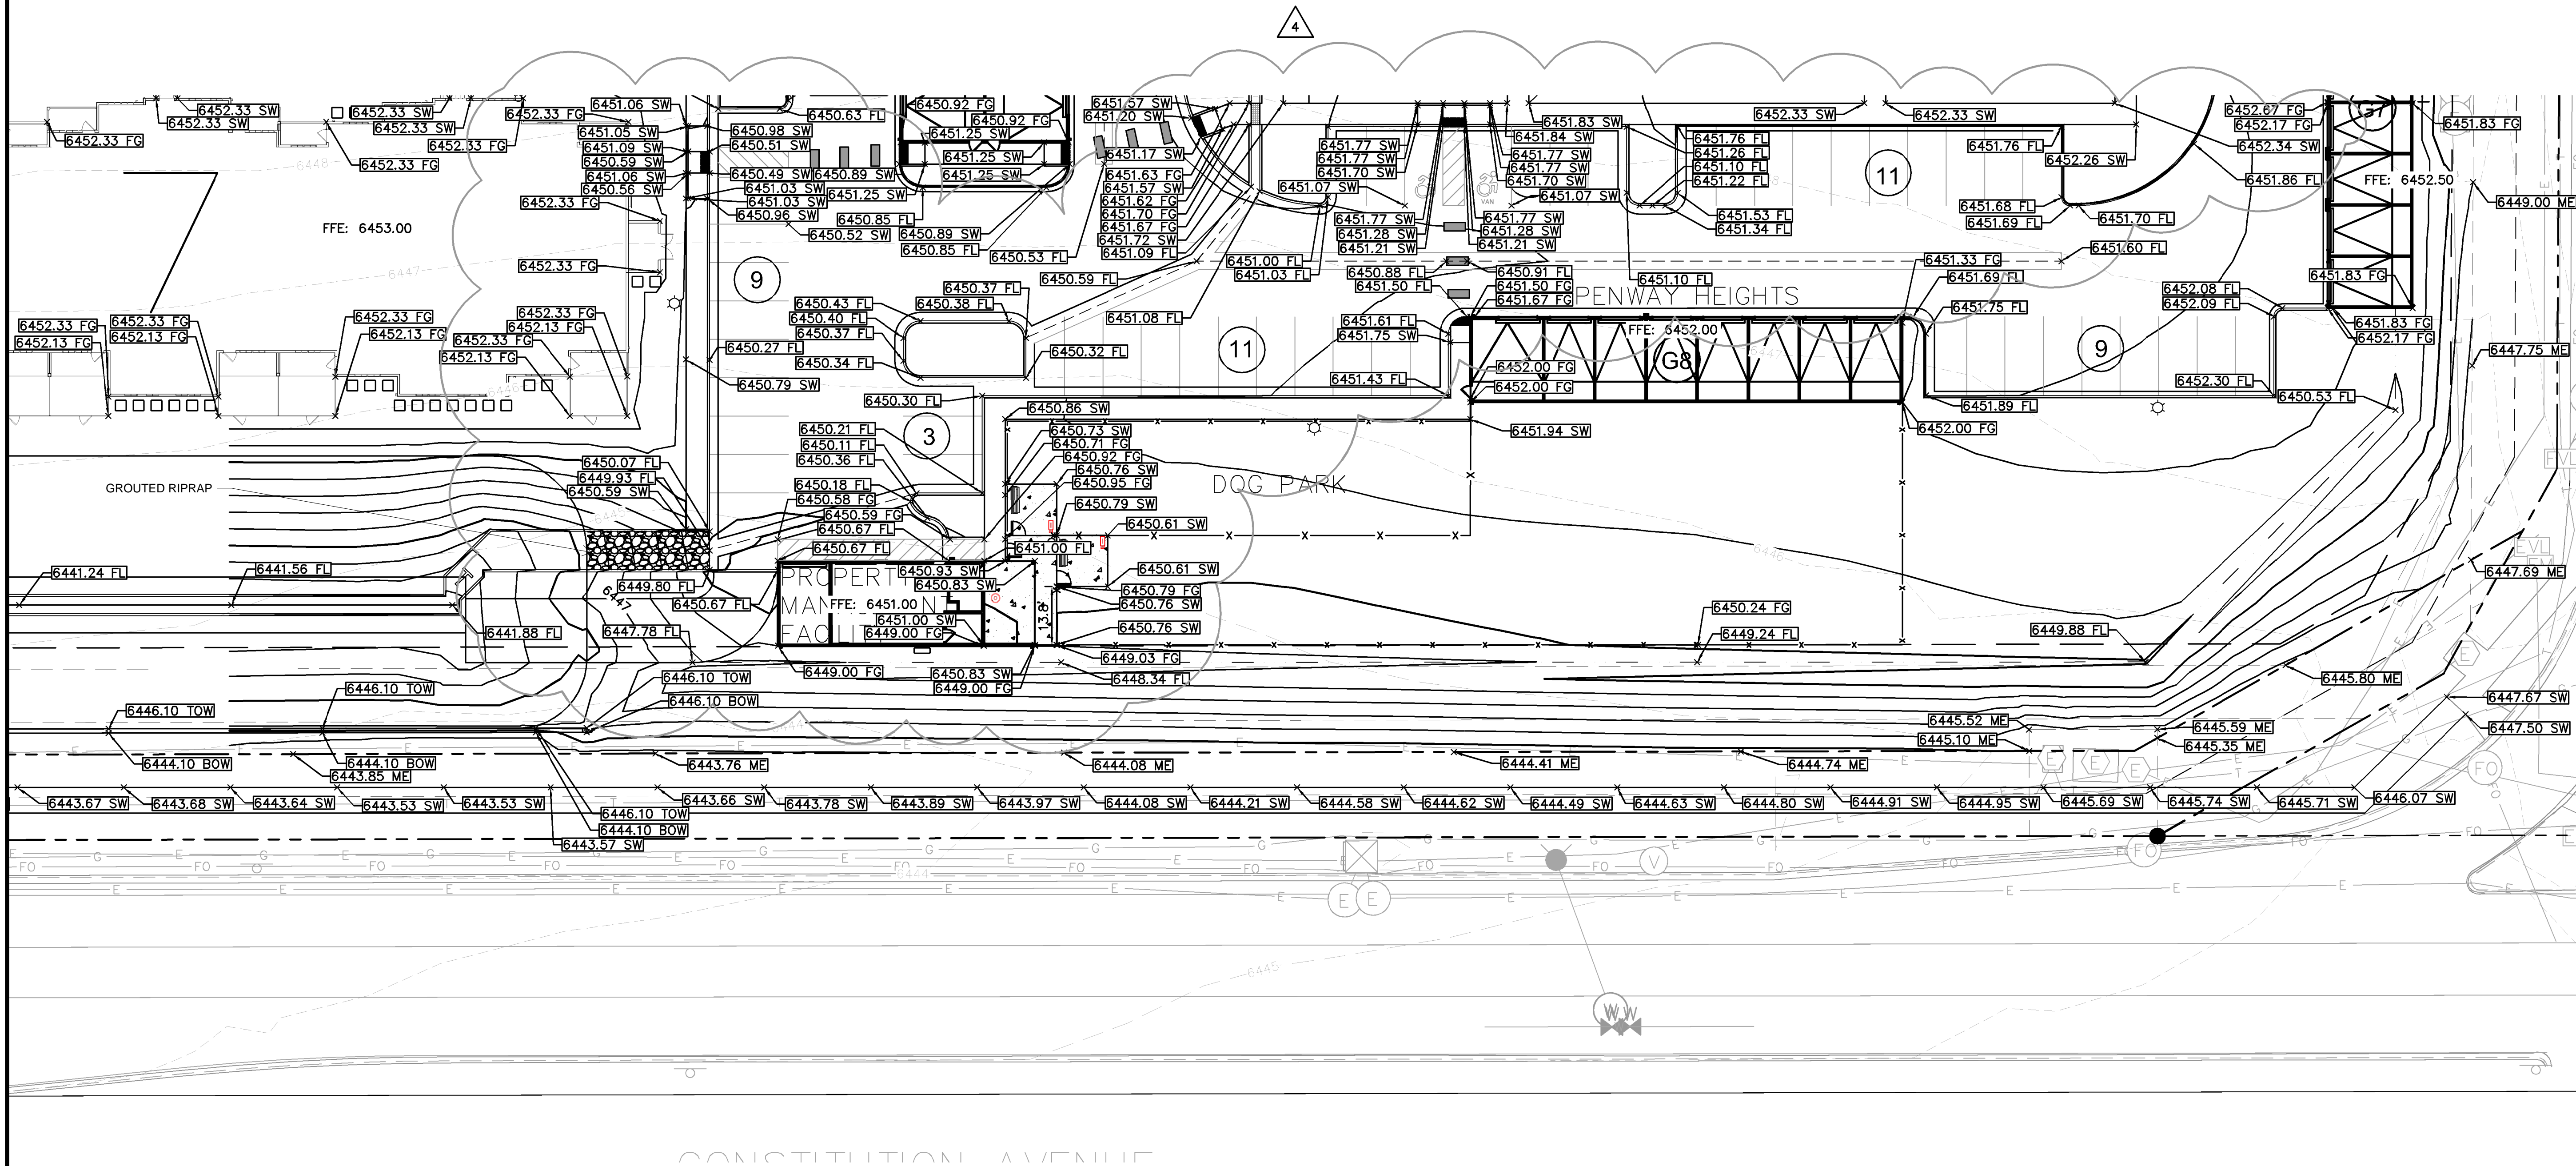 4
6452.33 SW
6452.33 SW
6452.33 FG
6452.33 SW
6452.33 SW
6452.33 FG
6452.33 FG
6452.33 FG
6448
7
FFE: 6453.00
6447
6452.33 FG
6452.33 FG
6451.06 SW
6451.05 SW
6451.09 SW
6450.59 SW
6451.06 SW
6450.56 SW
6450.63 FL
6450.98 SW
6450.51 SW
6450.49 SW
6450.89 SW
6451.03 SW
6451.25 SW
6451.03 SW
6450.96 SW
6450.52 SW
6450.85 FL
6450.89 SW
6450.85 FL
6450.53 FL
6450.92 FG
6450.92 FG
6451.25 SW
6451.25 SW
6451.25 SW
6451.57 SW
6451.20 SW
6451.17 SW
6451.63 FG
6451.57 SW
6451.62 FG
6451.70 FG
6451.67 FG
6451.72 SW
6451.09 FL
6450.59 FL
6451.00 FL
6451.03 FL
6451.07 SW
6451.77 SW
6451.77 SW
6451.70 SW
6451.77 SW
6451.28 SW
6451.21 SW
6451.83 SW
6451.84 SW
6451.77 SW
6451.77 SW
6451.70 SW
6451.07 SW
VAN
6451.77 SW
6451.28 SW
6451.21 SW
6452.33 SW
6452.33 SW
6451.76 FL
6451.26 FL
6451.10 FL
6451.22 FL
6451.53 FL
6451.34 FL
11
6451.76 FL
6452.26 SW
6451.68 FL
6451.69 FL
6451.70 FL
6451.60 FL
6452.67 FG
6452.17 FG
6452.34 SW
6451.86 FL
G7
FFE: 6452.50
6451.83 FG
6449.00 ME
6451.83 FG
6452.08 FL
6452.09 FL
6451.83 FG
6452.17 FG
6447.75 ME
9
6450.37 FL
6450.43 FL
6450.38 FL
6450.40 FL
6450.37 FL
6450.34 FL
6450.32 FL
6451.08 FL
6450.88 FL
6451.50 FL
6450.91 FL
6451.50 FG
6451.67 FG
6451.10 FL
PENWAY HEIGHTS
6451.33 FG
6451.69 FL
6451.75 FL
6451.61 FL
6451.75 SW
FFE: 6452.00
G8
6447
11
9
6452.00 FG
6452.00 FG
6451.43 FL
6451.89 FL
6452.00 FG
6452.30 FL
6450.53 FL
6452.33 FG
6452.13 FG
6452.33 FG
6452.13 FG
6452.33 FG
6452.13 FG
6452.33 FG
6452.13 FG
6452.33 FG
6452.13 FG
6446
6450.27 FL
6450.79 SW
6450.30 FL
6450.86 SW
6450.73 SW
6450.71 FG
6450.92 FG
6450.76 SW
6450.95 FG
6451.94 SW
3
6450.21 FL
6450.11 FL
6450.36 FL
6450.18 FL
6450.58 FG
6450.59 FG
6450.67 FL
6450.67 FL
6450.07 FL
6449.93 FL
6450.59 SW
GROUTED RIPRAP
6445
DOG PARK
6450.79 SW
6450.61 SW
6451.00 FL
6450.93 SW
6450.83 SW
6450.61 SW
6450.79 FG
6450.76 SW
6450.76 SW
13.8
PROPERTY
MANAGEMENT
FACILITY
FFE: 6451.00
6451.00 SW
6449.00 FG
6441.24 FL
6441.56 FL
6441.88 FL
6449.80 FL
6447
6450.67 FL
6447.78 FL
6449.00 FG
6450.83 SW
6449.00 FG
6449.03 FG
6448.34 FL
6446
6450.24 FG
6449.24 FL
6449.88 FL
EVL
EVL
6447.69 ME
6445.80 ME
6447.67 SW
6447.50 SW
6446.10 TOW
6446.10 TOW
6446.10 TOW
6446.10 BOW
6444.10 BOW
6444.10 BOW
6443.85 ME
6443.76 ME
6444.08 ME
6444.41 ME
6444.74 ME
6445.52 ME
6445.10 ME
6445.59 ME
6445.35 ME
6443.67 SW
6443.68 SW
6443.64 SW
6443.53 SW
6443.53 SW
6443.66 SW
6443.78 SW
6443.89 SW
6443.97 SW
6444.08 SW
6444.21 SW
6444.58 SW
6444.62 SW
6444.49 SW
6444.63 SW
6444.80 SW
6444.91 SW
6444.95 SW
6445.69 SW
6445.74 SW
6445.71 SW
6446.07 SW
6446.10 TOW
6444.10 BOW
6443.57 SW
6444
E
E
V
FO
FO
6445
W
W
CONSTITUTION AVENUE